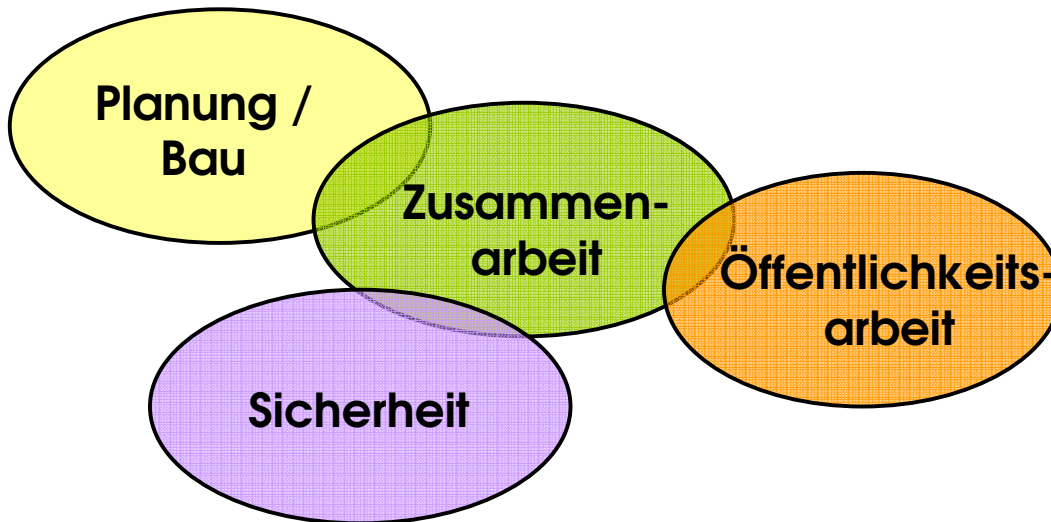 Planung /
Bau
Zusammen-
arbeit
Öffentlichkeits-
arbeit
Sicherheit